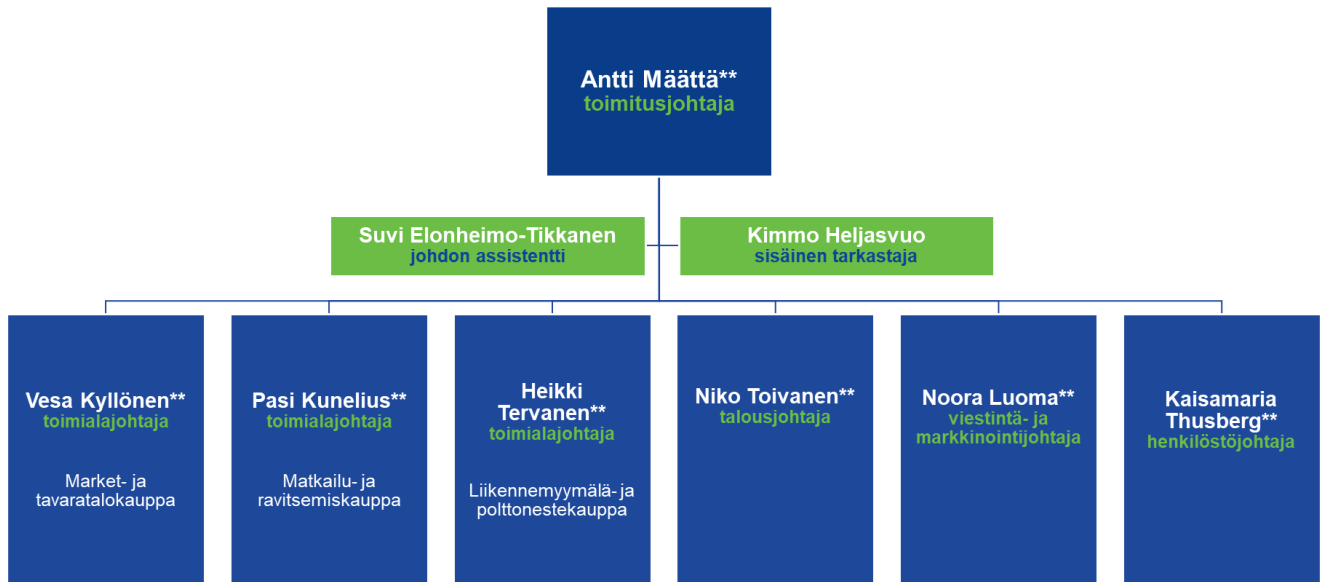 Antti Määttä**
toimitusjohtaja
Suvi Elonheimo-Tikkanen
johdon assistentti
Kimmo Heljasvuo
sisäinen tarkastaja
Vesa Kyllönen**
toimialajohtaja
Market- ja
tavaratalokauppa
Pasi Kunelius**
toimialajohtaja
Matkailu- ja
ravitsemiskauppa
Heikki
Tervanen**
toimialajohtaja
Liikennemyymälä- ja
polttonestekauppa
Niko Toivanen**
talousjohtaja
Noora Luoma**
viestintä- ja
markkinointijohtaja
Kaisamaria
Thusberg**
henkilöstöjohtaja